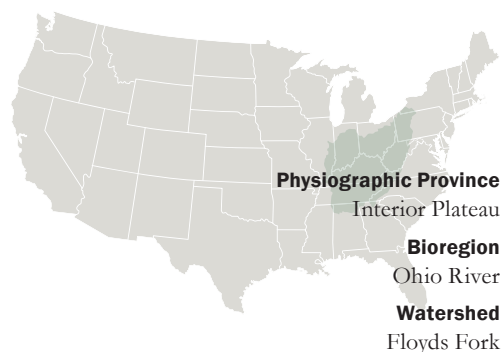 Physiographic Province
Interior Plateau
Bioregion
Ohio River
Watershed
Floyds Fork